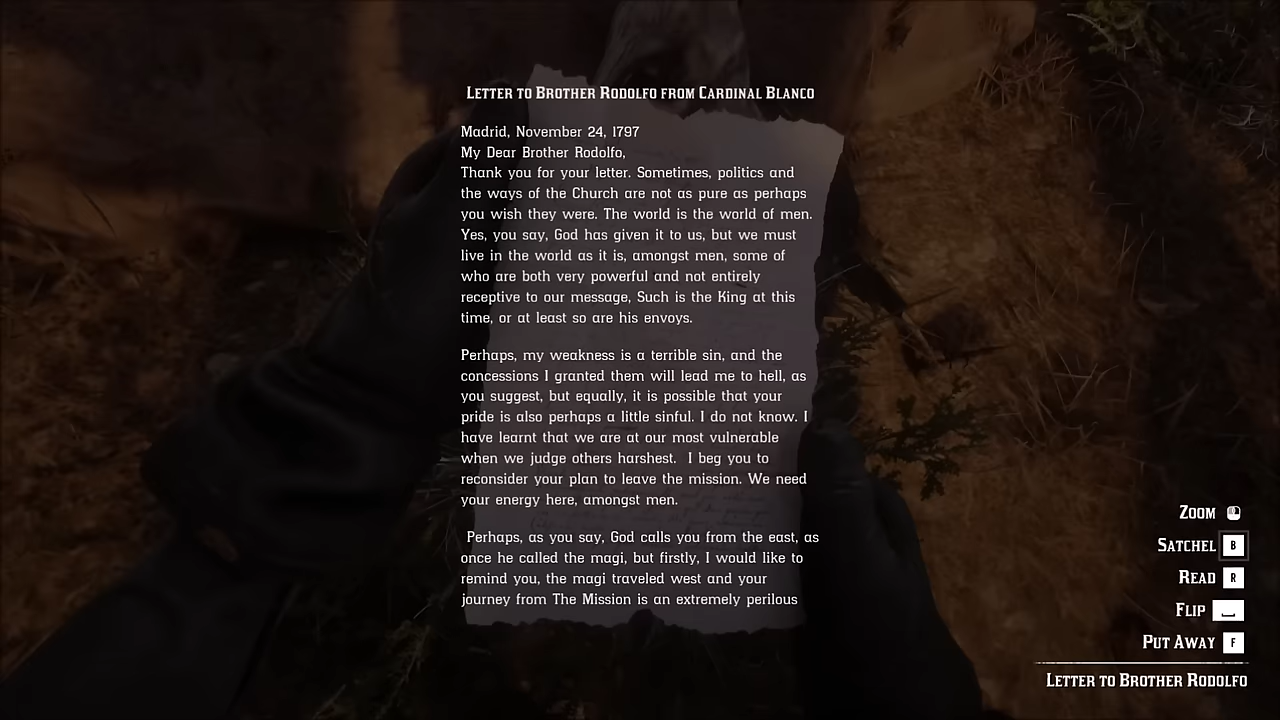 Letter to Brother Rodolfo from Cardinal Blanco
Madrid, November 24, 1797
My Dear Brother Rodolfo,
Thank you for your letter. Sometimes, politics and
the ways of the Church are not as pure as perhaps
you wish they were. The world is the world of men.
Yes, you say, God has given it to us, but we must
live in the world as it is, amongst men, some of
who are both very powerful and not entirely
receptive to our message, Such is the King at this
time, or at least so are his envoys.
Perhaps, my weakness is a terrible sin, and the
concessions I granted them will lead me to hell, as
you suggest, but equally, it is possible that your
pride is also perhaps a little sinful. I do not know. I
have learnt that we are at our most vulnerable
when we judge others harshest.  I beg you to
reconsider your plan to leave the mission. We need
your energy here, amongst men.
Perhaps, as you say, God calls you from the east, as
once he called the magi, but firstly, I would like to
remind you, the magi traveled west and your
journey from The Mission is an extremely perilous
Zoom
Satchel B
Read R
Flip
Put Away F
Letter to Brother Rodolfo